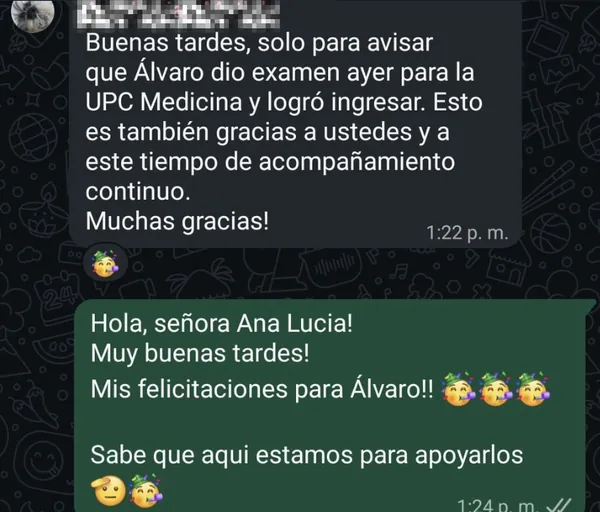 Buenas tardes, solo para avisar
que Álvaro dio examen ayer para la
UPC Medicina y logró ingresar. Esto
es también gracias a ustedes y a
este tiempo de acompañamiento
continuo.
Muchas gracias!
1:22 p. m.
Hola, señora Ana Lucia!
Muy buenas tardes!
Mis felicitaciones para Álvaro!! 🥳🥳🥳
Sabe que aqui estamos para apoyarlos
🫡🥳
1:24 p. m.